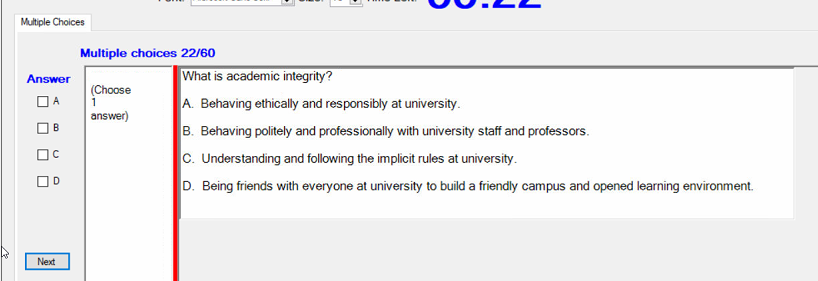 Multiple Choices
Multiple choices 22/60
Answer
A
B
C
D
(Choose
1
answer)
What is academic integrity?
A. Behaving ethically and responsibly at university.
B. Behaving politely and professionally with university staff and professors.
C. Understanding and following the implicit rules at university.
D. Being friends with everyone at university to build a friendly campus and opened learning environment.
Next